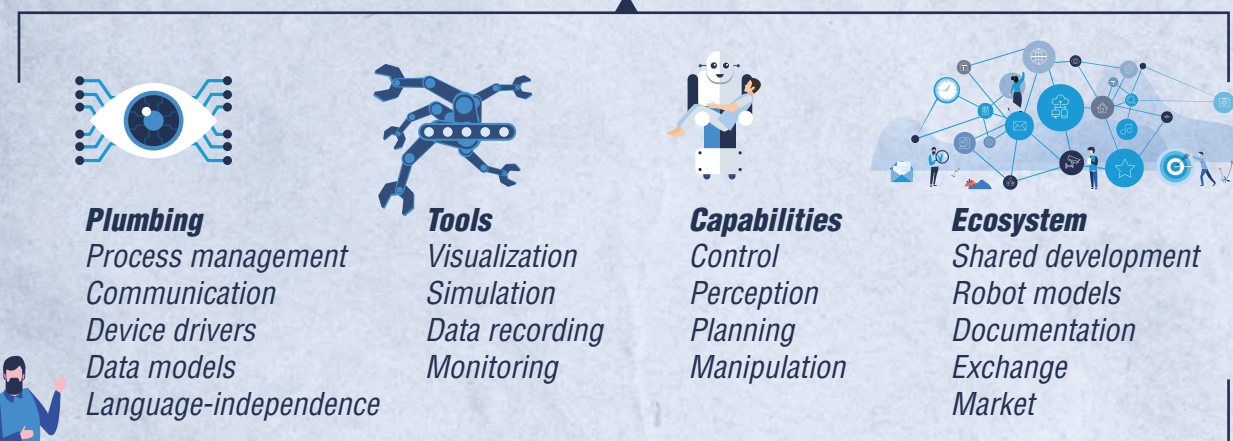 Plumbing
Process management
Communication
Device drivers
Data models
Language-independence
Tools
Visualization
Simulation
Data recording
Monitoring
Capabilities
Control
Perception
Planning
Manipulation
Ecosystem
Shared development
Robot models
Documentation
Exchange
Market